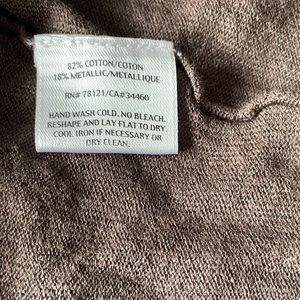 82% COTTON/COTON
18% METALLIC/METALLIQUE
RN# 78121/CA#34460
HAND WASH COLD. NO BLEACH.
RESHAPE AND LAY FLAT TO DRY.
COOL IRON IF NECESSARY OR
DRY CLEAN.